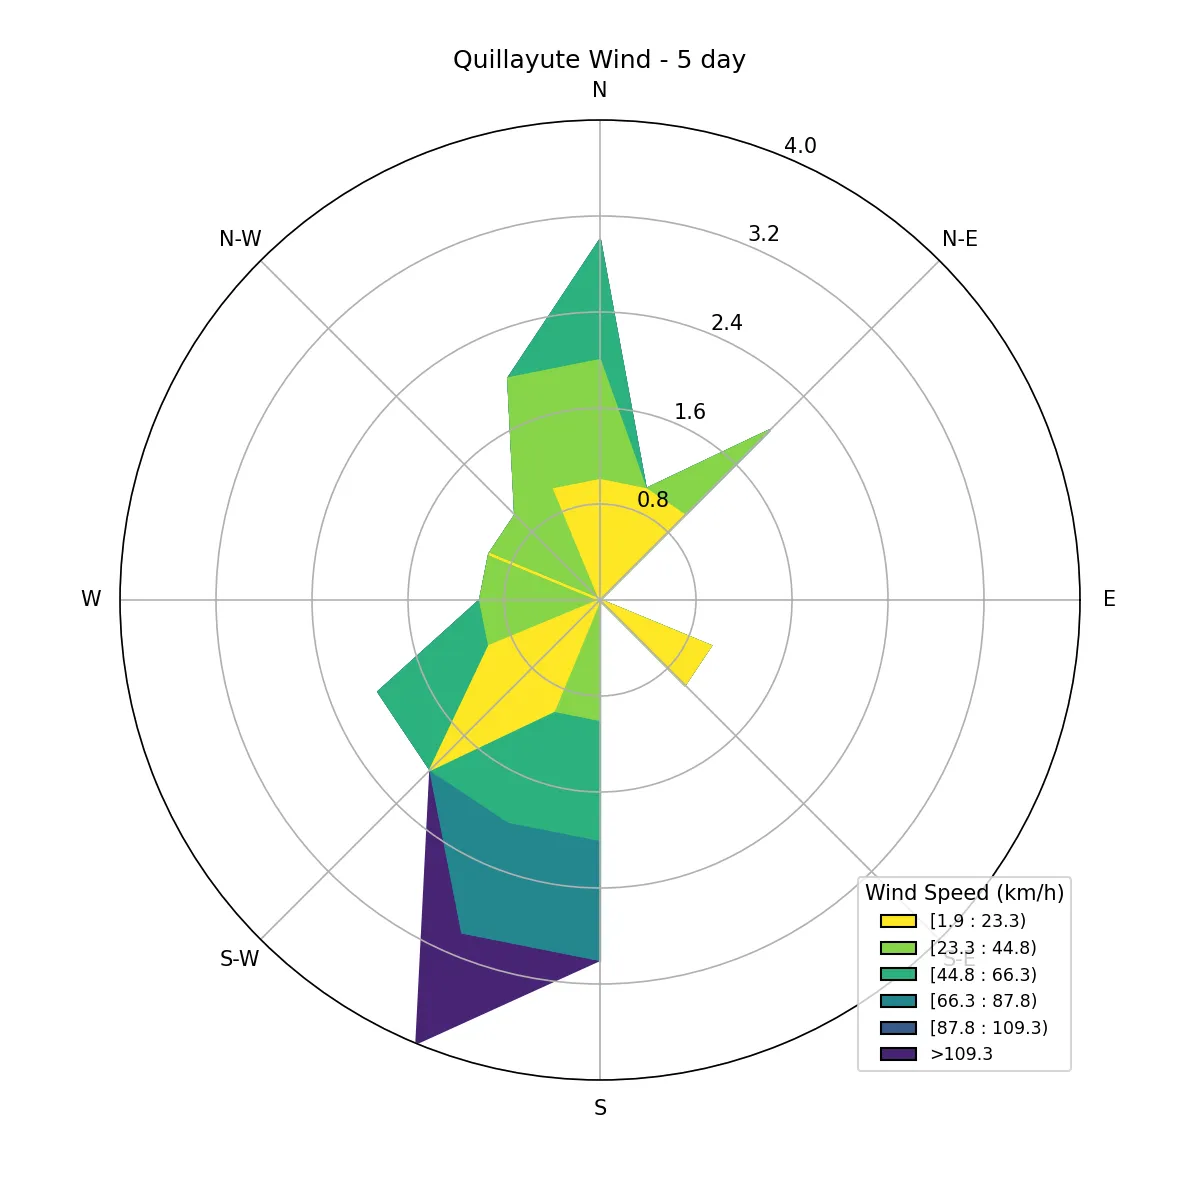 Quillayute Wind - 5 day
N
4.0
N-W
3.2
N-E
2.4
1.6
0.8
W
E
S-W
S-E
S
Wind Speed (km/h)
[1.9 : 23.3)
[23.3 : 44.8)
[44.8 : 66.3)
[66.3 : 87.8)
[87.8 : 109.3)
>109.3